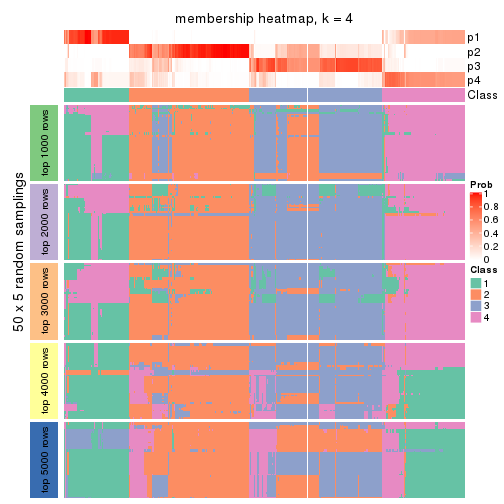 membership heatmap, k = 4
p1
p2
p3
p4
Class
50 x 5 random samplings
top 1000 rows
top 2000 rows
top 3000 rows
top 4000 rows
top 5000 rows
Prob
1
0.8
0.6
0.4
0.2
0
Class
1
2
3
4